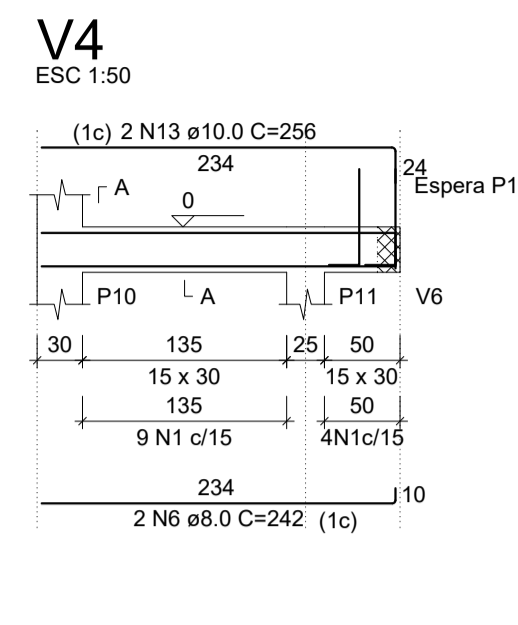 V4
ESC 1:50
(1c) 2 N13 ø10.0 C=256
234
24
Espera P1
A
0
P10
A
P11
V6
30
135
25
50
15 x 30
15 x 30
135
50
9 N1 c/15
4N1c/15
234
10
2 N6 ø8.0 C=242 (1c)